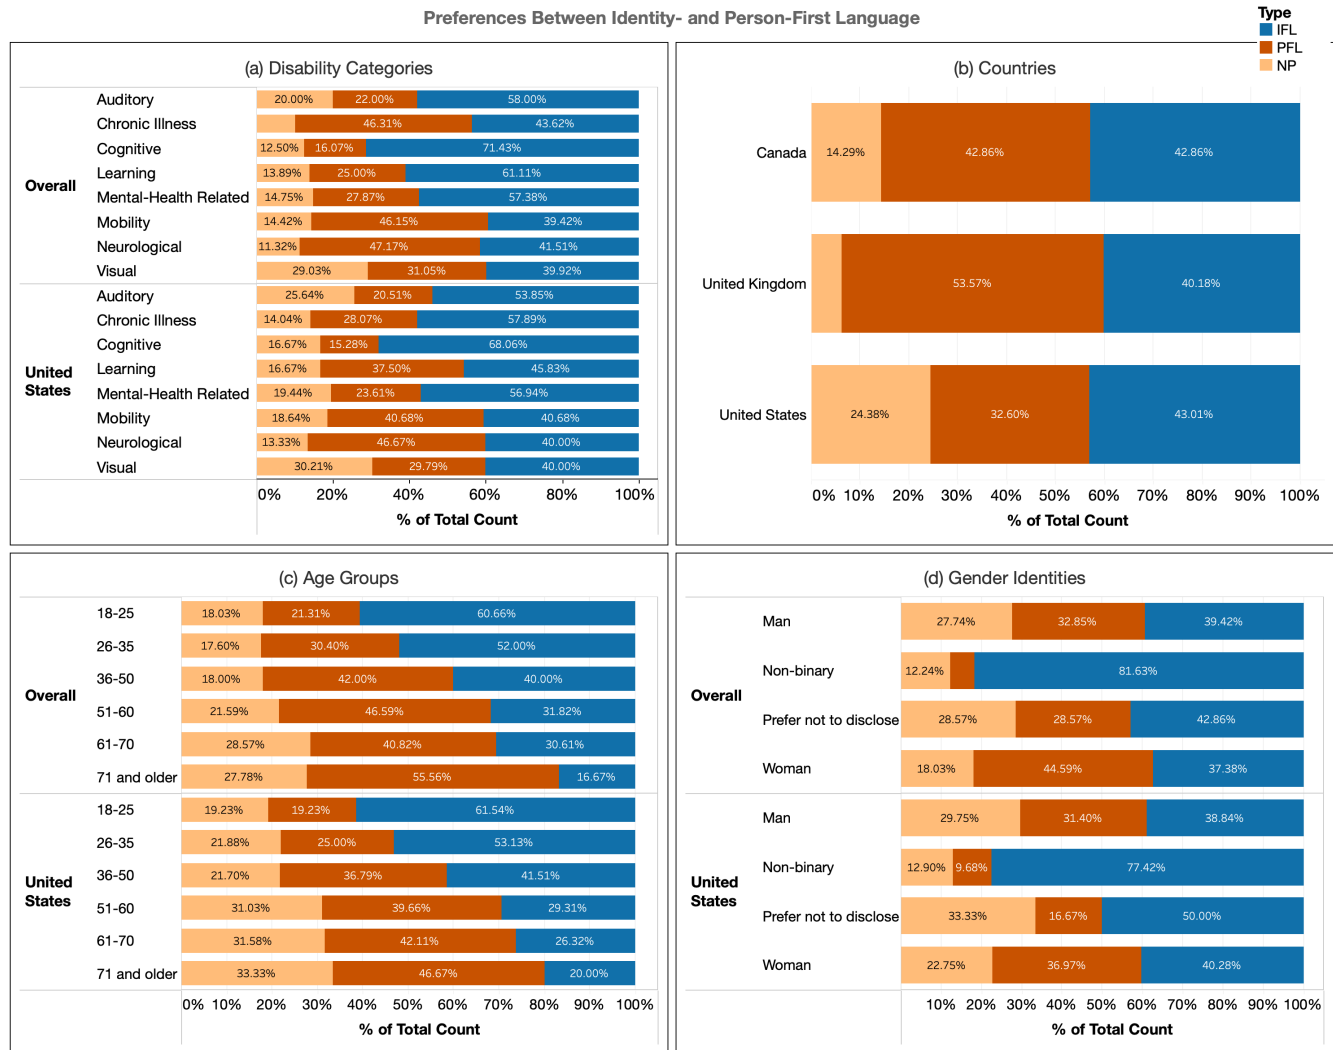 Preferences Between Identity- and Person-First Language
Type
IFL
PFL
NP
(a) Disability Categories
Overall
Auditory 20.00% 22.00% 58.00%
Chronic Illness 46.31% 43.62%
Cognitive 12.50% 16.07% 71.43%
Learning 13.89% 25.00% 61.11%
Mental-Health Related 14.75% 27.87% 57.38%
Mobility 14.42% 46.15% 39.42%
Neurological 11.32% 47.17% 41.51%
Visual 29.03% 31.05% 39.92%
United
States
Auditory 25.64% 20.51% 53.85%
Chronic Illness 14.04% 28.07% 57.89%
Cognitive 16.67% 15.28% 68.06%
Learning 16.67% 37.50% 45.83%
Mental-Health Related 19.44% 23.61% 56.94%
Mobility 18.64% 40.68% 40.68%
Neurological 13.33% 46.67% 40.00%
Visual 30.21% 29.79% 40.00%
0% 20% 40% 60% 80% 100%
% of Total Count
(b) Countries
Canada 14.29% 42.86% 42.86%
United Kingdom 53.57% 40.18%
United States 24.38% 32.60% 43.01%
0% 10% 20% 30% 40% 50% 60% 70% 80% 90% 100%
% of Total Count
(c) Age Groups
Overall
18-25 18.03% 21.31% 60.66%
26-35 17.60% 30.40% 52.00%
36-50 18.00% 42.00% 40.00%
51-60 21.59% 46.59% 31.82%
61-70 28.57% 40.82% 30.61%
71 and older 27.78% 55.56% 16.67%
United
States
18-25 19.23% 19.23% 61.54%
26-35 21.88% 25.00% 53.13%
36-50 21.70% 36.79% 41.51%
51-60 31.03% 39.66% 29.31%
61-70 31.58% 42.11% 26.32%
71 and older 33.33% 46.67% 20.00%
0% 10% 20% 30% 40% 50% 60% 70% 80% 90% 100%
% of Total Count
(d) Gender Identities
Overall
Man 27.74% 32.85% 39.42%
Non-binary 12.24% 81.63%
Prefer not to disclose 28.57% 28.57% 42.86%
Woman 18.03% 44.59% 37.38%
United
States
Man 29.75% 31.40% 38.84%
Non-binary 12.90% 9.68% 77.42%
Prefer not to disclose 33.33% 16.67% 50.00%
Woman 22.75% 36.97% 40.28%
10% 20% 30% 40% 50% 60% 70% 80% 90% 100%
% of Total Count